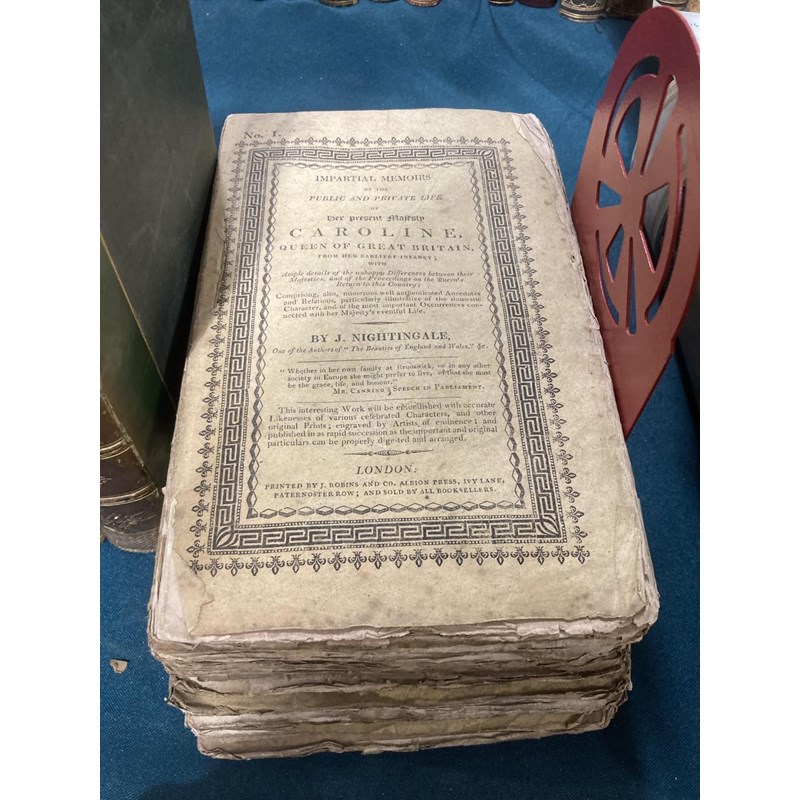 No. 1.
IMPARTIAL MEMOIRS
OF THE
PUBLIC AND PRIVATE LIFE
OF
Her present Majesty
CAROLINE,
QUEEN OF GREAT BRITAIN,
FROM HER EARLIEST INFANCY;
WITH
Ample details of the unhappy Differences between their
Majesties, and of the Proceedings on the Queen's
Return to this Country;
Comprising, also, numerous well authenticated Anecdotes
and Relations, particularly illustrative of the domestic
Character, and of the most important Occurrences con-
nected with her Majesty's eventful Life.
BY J. NIGHTINGALE,
One of the Authors of "The Beauties of England and Wales," &c.
"Whether in her own family at Brunswick, or in any other
society in Europe she might prefer to live, of that she must
be the grace, life, and honour."
MR. CANNING's SPEECH IN PARLIAMENT.
This interesting Work will be embellished with accurate
Likenesses of various celebrated Characters, and other
original Prints; engraved by Artists of eminence; and
published in as rapid succession as the important and original
particulars can be properly digested and arranged.
LONDON:
PRINTED BY J. ROBINS AND CO. ALBION PRESS, IVY LANE,
PATERNOSTER ROW; AND SOLD BY ALL BOOKSELLERS.